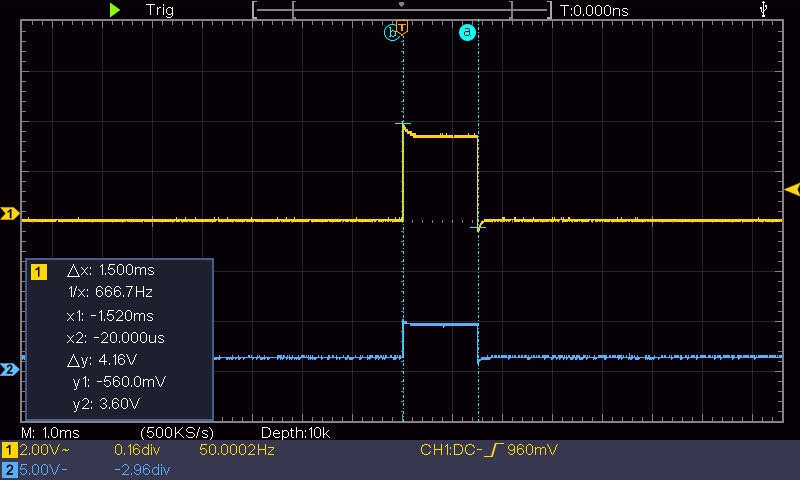 Trig T:0.000ns
b T a
1
1 △x: 1.500ms
1/x: 666.7Hz
x1: -1.520ms
x2: -20.000us
△y: 4.16V
y1: -560.0mV
y2: 3.60V
2
M: 1.0ms (500KS/s) Depth:10k
1 2.00V~ 0.16div 50.0002Hz CH1:DC- 960mV
2 5.00V- -2.96div